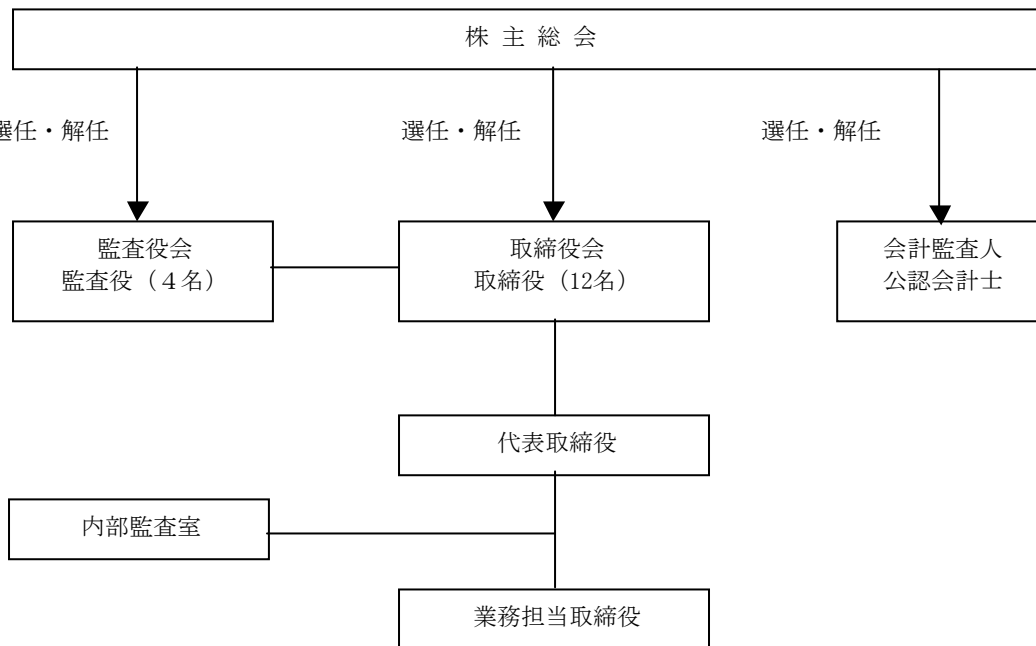 株 主 総 会
選任・解任
選任・解任
選任・解任
監査役会
監査役（４名）
取締役会
取締役（12名）
会計監査人
公認会計士
代表取締役
内部監査室
業務担当取締役